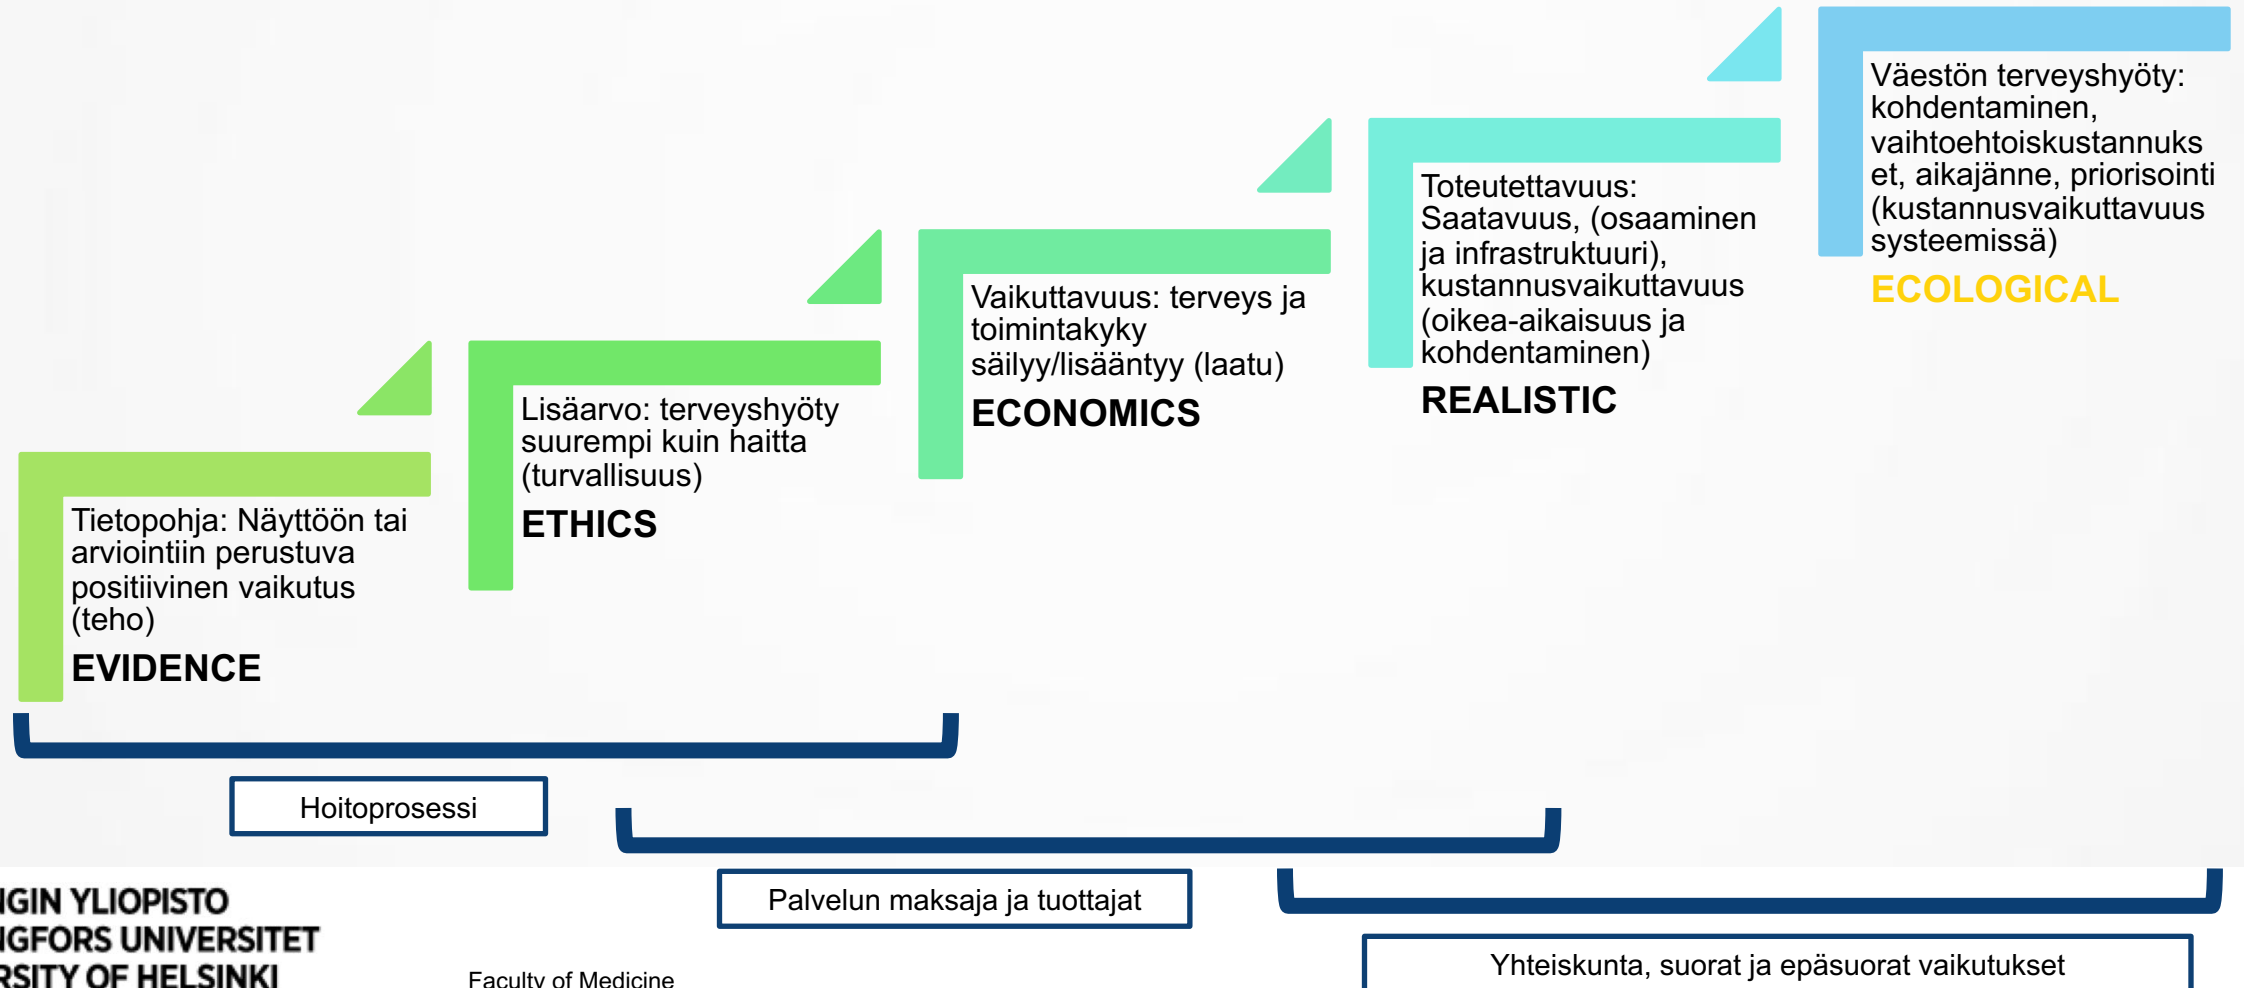 Tietopohja: Näyttöön tai
arviointiin perustuva
positiivinen vaikutus
(teho)
EVIDENCE
Lisäarvo: terveyshyöty
suurempi kuin haitta
(turvallisuus)
ETHICS
Vaikuttavuus: terveys ja
toimintakyky
säilyy/lisääntyy (laatu)
ECONOMICS
Toteutettavuus:
Saatavuus, (osaaminen
ja infrastruktuuri),
kustannusvaikuttavuus
(oikea-aikaisuus ja
kohdentaminen)
REALISTIC
Väestön terveyshyöty:
kohdentaminen,
vaihtoehtoiskustannuks
et, aikajänne, priorisointi
(kustannusvaikuttavuus
systeemissä)
ECOLOGICAL
Hoitoprosessi
Palvelun maksaja ja tuottajat
Yhteiskunta, suorat ja epäsuorat vaikutukset
NGIN YLIOPISTO
NGFORS UNIVERSITET
RSITY OF HELSINKI
Faculty of Medicine